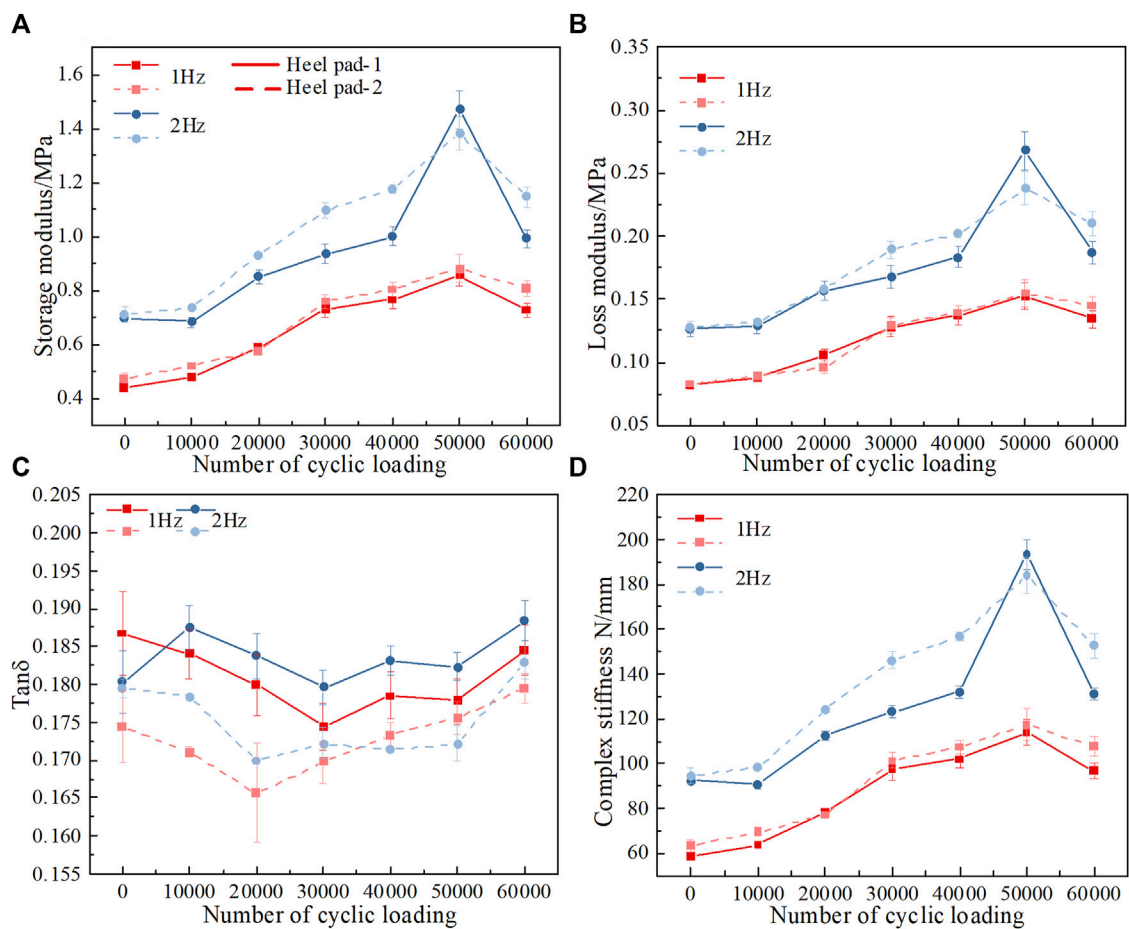 A
Storage modulus/MPa
1.6
1.4
1.2
1.0
0.8
0.6
0.4
1Hz
2Hz
Heel pad-1
Heel pad-2
0 10000 20000 30000 40000 50000 60000
Number of cyclic loading
B
Loss modulus/MPa
0.35
0.30
0.25
0.20
0.15
0.10
0.05
1Hz
2Hz
0 10000 20000 30000 40000 50000 60000
Number of cyclic loading
C
Tanδ
0.205
0.200
0.195
0.190
0.185
0.180
0.175
0.170
0.165
0.160
0.155
1Hz 2Hz
0 10000 20000 30000 40000 50000 60000
Number of cyclic loading
D
Complex stiffness N/mm
220
200
180
160
140
120
100
80
60
1Hz
2Hz
0 10000 20000 30000 40000 50000 60000
Number of cyclic loading